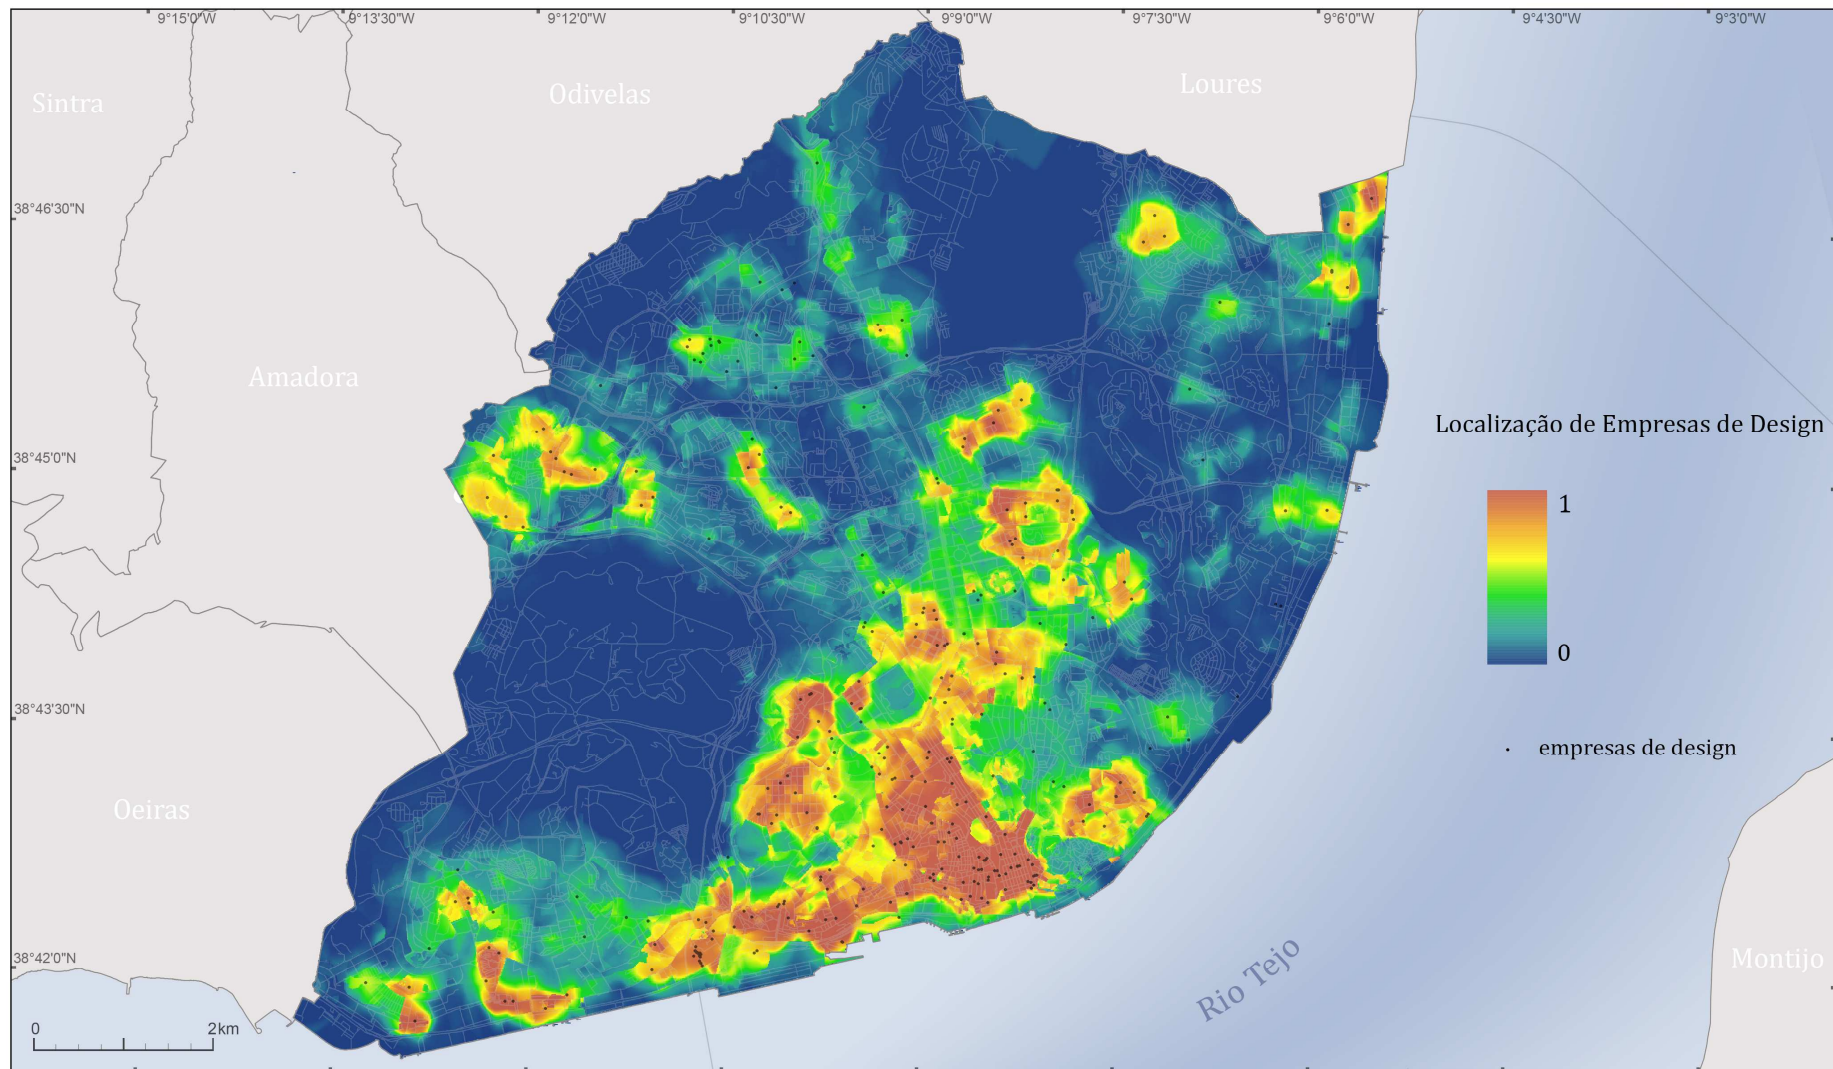 9°15'0"W 9°13'30"W 9°12'0"W 9°10'30"W 9°9'0"W 9°7'30"W 9°6'0"W 9°4'30"W 9°3'0"W
Sintra
Odivelas
Loures
38°46'30"N
Amadora
Localização de Empresas de Design
38°45'0"N
1
0
38°43'30"N
empresas de design
Oeiras
38°42'0"N
Montijo
Rio Tejo
0 2km